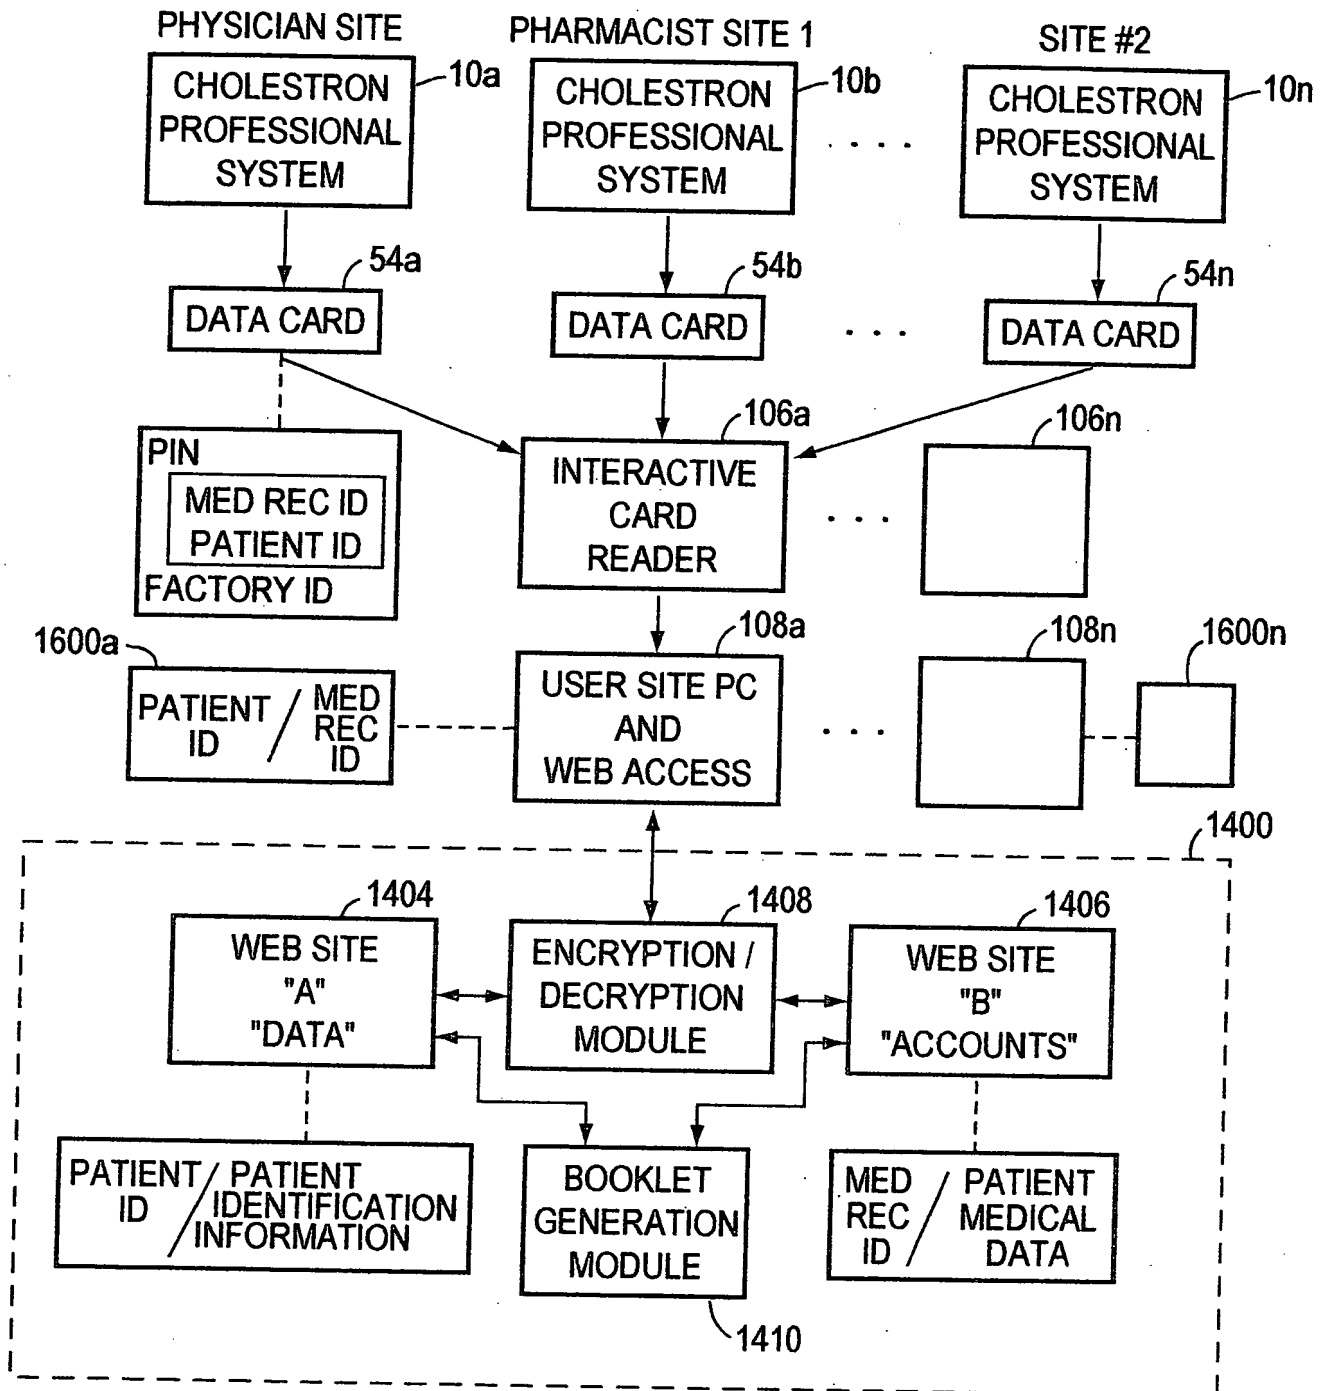 PHYSICIAN SITE
PHARMACIST SITE 1
SITE #2
CHOLESTRON
PROFESSIONAL
SYSTEM
10a
CHOLESTRON
PROFESSIONAL
SYSTEM
10b
. . . .
CHOLESTRON
PROFESSIONAL
SYSTEM
10n
54a
DATA CARD
54b
DATA CARD
. . .
54n
DATA CARD
PIN
MED REC ID
PATIENT ID
FACTORY ID
106a
INTERACTIVE
CARD
READER
. . .
106n
1600a
PATIENT
ID
/
MED
REC
ID
108a
USER SITE PC
AND
WEB ACCESS
. . .
108n
1600n
1400
1404
WEB SITE
"A"
"DATA"
1408
ENCRYPTION /
DECRYPTION
MODULE
1406
WEB SITE
"B"
"ACCOUNTS"
PATIENT
ID
/
PATIENT
IDENTIFICATION
INFORMATION
BOOKLET
GENERATION
MODULE
1410
MED
REC
ID
/
PATIENT
MEDICAL
DATA